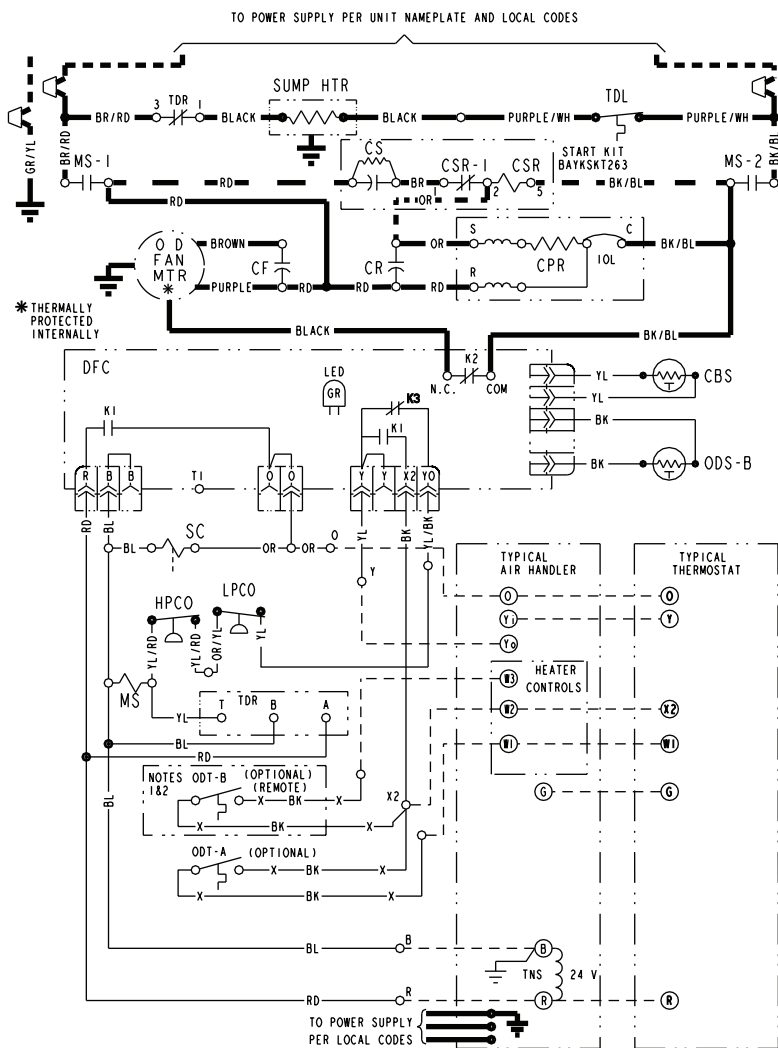 TO POWER SUPPLY PER UNIT NAMEPLATE AND LOCAL CODES
SUMP HTR
TDR
3 1
TDL
BR/RD BLACK BLACK PURPLE/WH PURPLE/WH
START KIT
BAYKSKT263
GR/YL
BR/RD
BK/BL
MS-1
CS
CSR-1 CSR
MS-2
RD BR 1 2 5 BK/BL
OR
RD
O D
FAN
MTR
*
BROWN
CF
PURPLE RD RD RD
CR
S OR
R
CPR
C
IOL
BK/BL
* THERMALLY
PROTECTED
INTERNALLY
BLACK
BK/BL
DFC
LED
GR
K2
N.C. COM
K3
K1
K1
YL CBS
YL
BK
BK ODS-B
R B B T1 O O Y Y X2 YO
RD
BL
YL
BK
YL/BK
SC
BL OR OR O
Y
TYPICAL
AIR HANDLER
TYPICAL
THERMOSTAT
O O
Yi Y
Yo
HPCO LPCO
YL/RD
YL/RD
OR/YL
YL
HEATER
CONTROLS
W3
W2 X2
W1 W1
G G
MS
TDR
YL T B A
BL
RD
BL
NOTES
1&2
ODT-B (OPTIONAL)
(REMOTE)
X BK X
X BK X
X2
ODT-A (OPTIONAL)
X BK X
X BK X
BL B B
TNS 24 V
RD R R R
TO POWER SUPPLY
PER LOCAL CODES